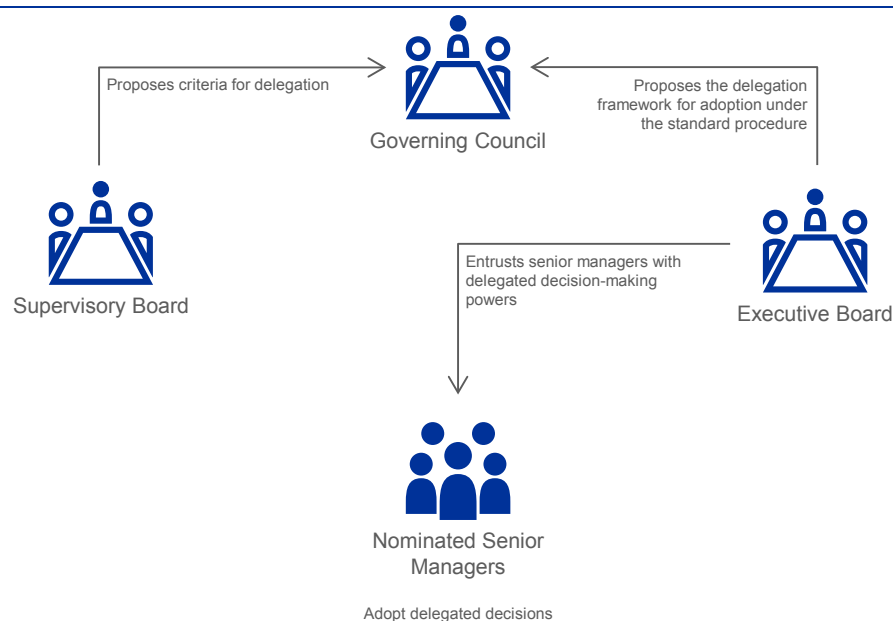 Proposes criteria for delegation
Proposes the delegation
framework for adoption under
the standard procedure
Governing Council
Supervisory Board
Entrusts senior managers with
delegated decision-making
powers
Executive Board
Nominated Senior
Managers
Adopt delegated decisions